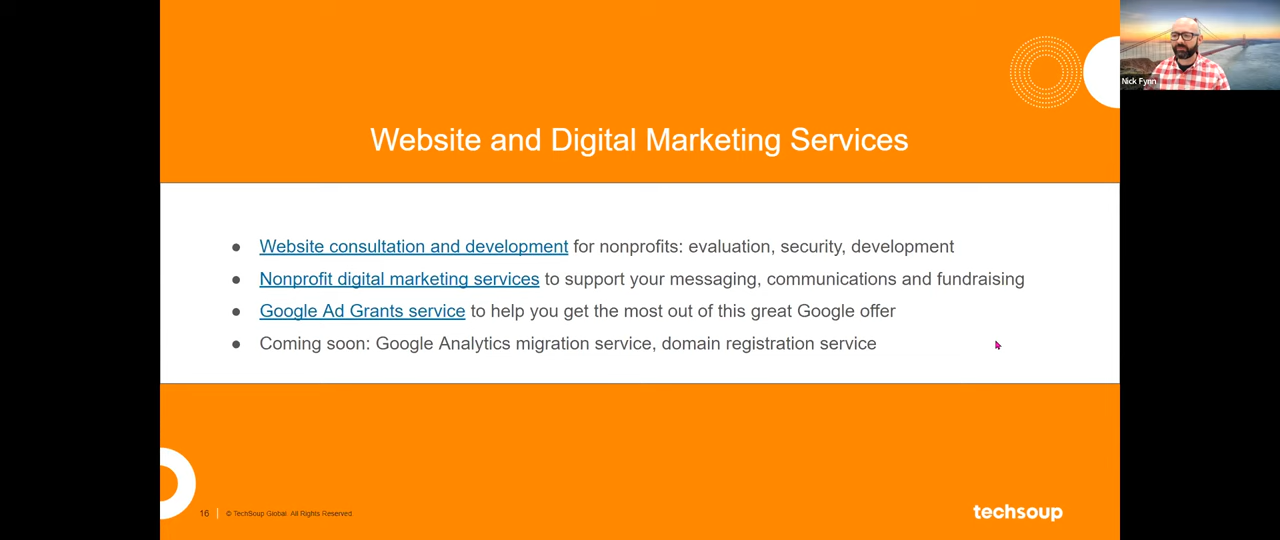 Nick Fynn
Website and Digital Marketing Services
● Website consultation and development for nonprofits: evaluation, security, development
● Nonprofit digital marketing services to support your messaging, communications and fundraising
● Google Ad Grants service to help you get the most out of this great Google offer
● Coming soon: Google Analytics migration service, domain registration service
16 | © TechSoup Global. All Rights Reserved
techsoup